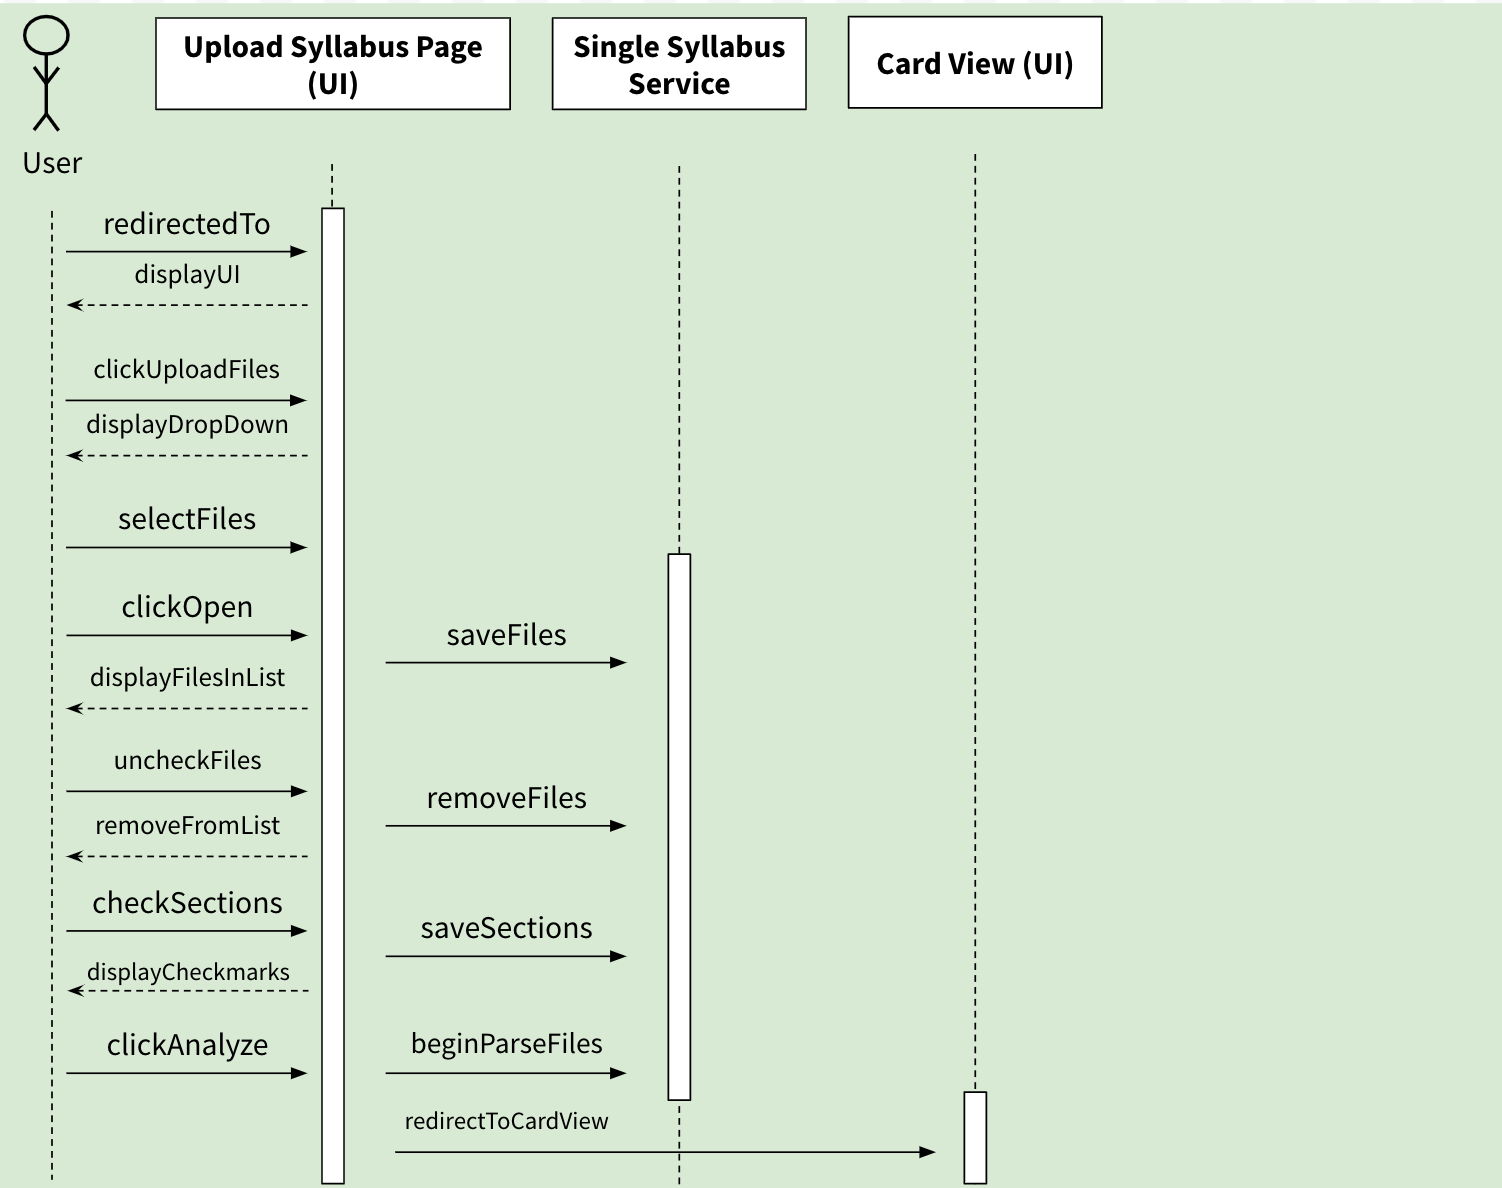 Upload Syllabus Page
(UI)
Single Syllabus
Service
Card View (UI)
User
redirectedTo
displayUI
clickUploadFiles
displayDropDown
selectFiles
clickOpen
saveFiles
displayFilesInList
uncheckFiles
removeFiles
removeFromList
checkSections
saveSections
displayCheckmarks
clickAnalyze
beginParseFiles
redirectToCardView